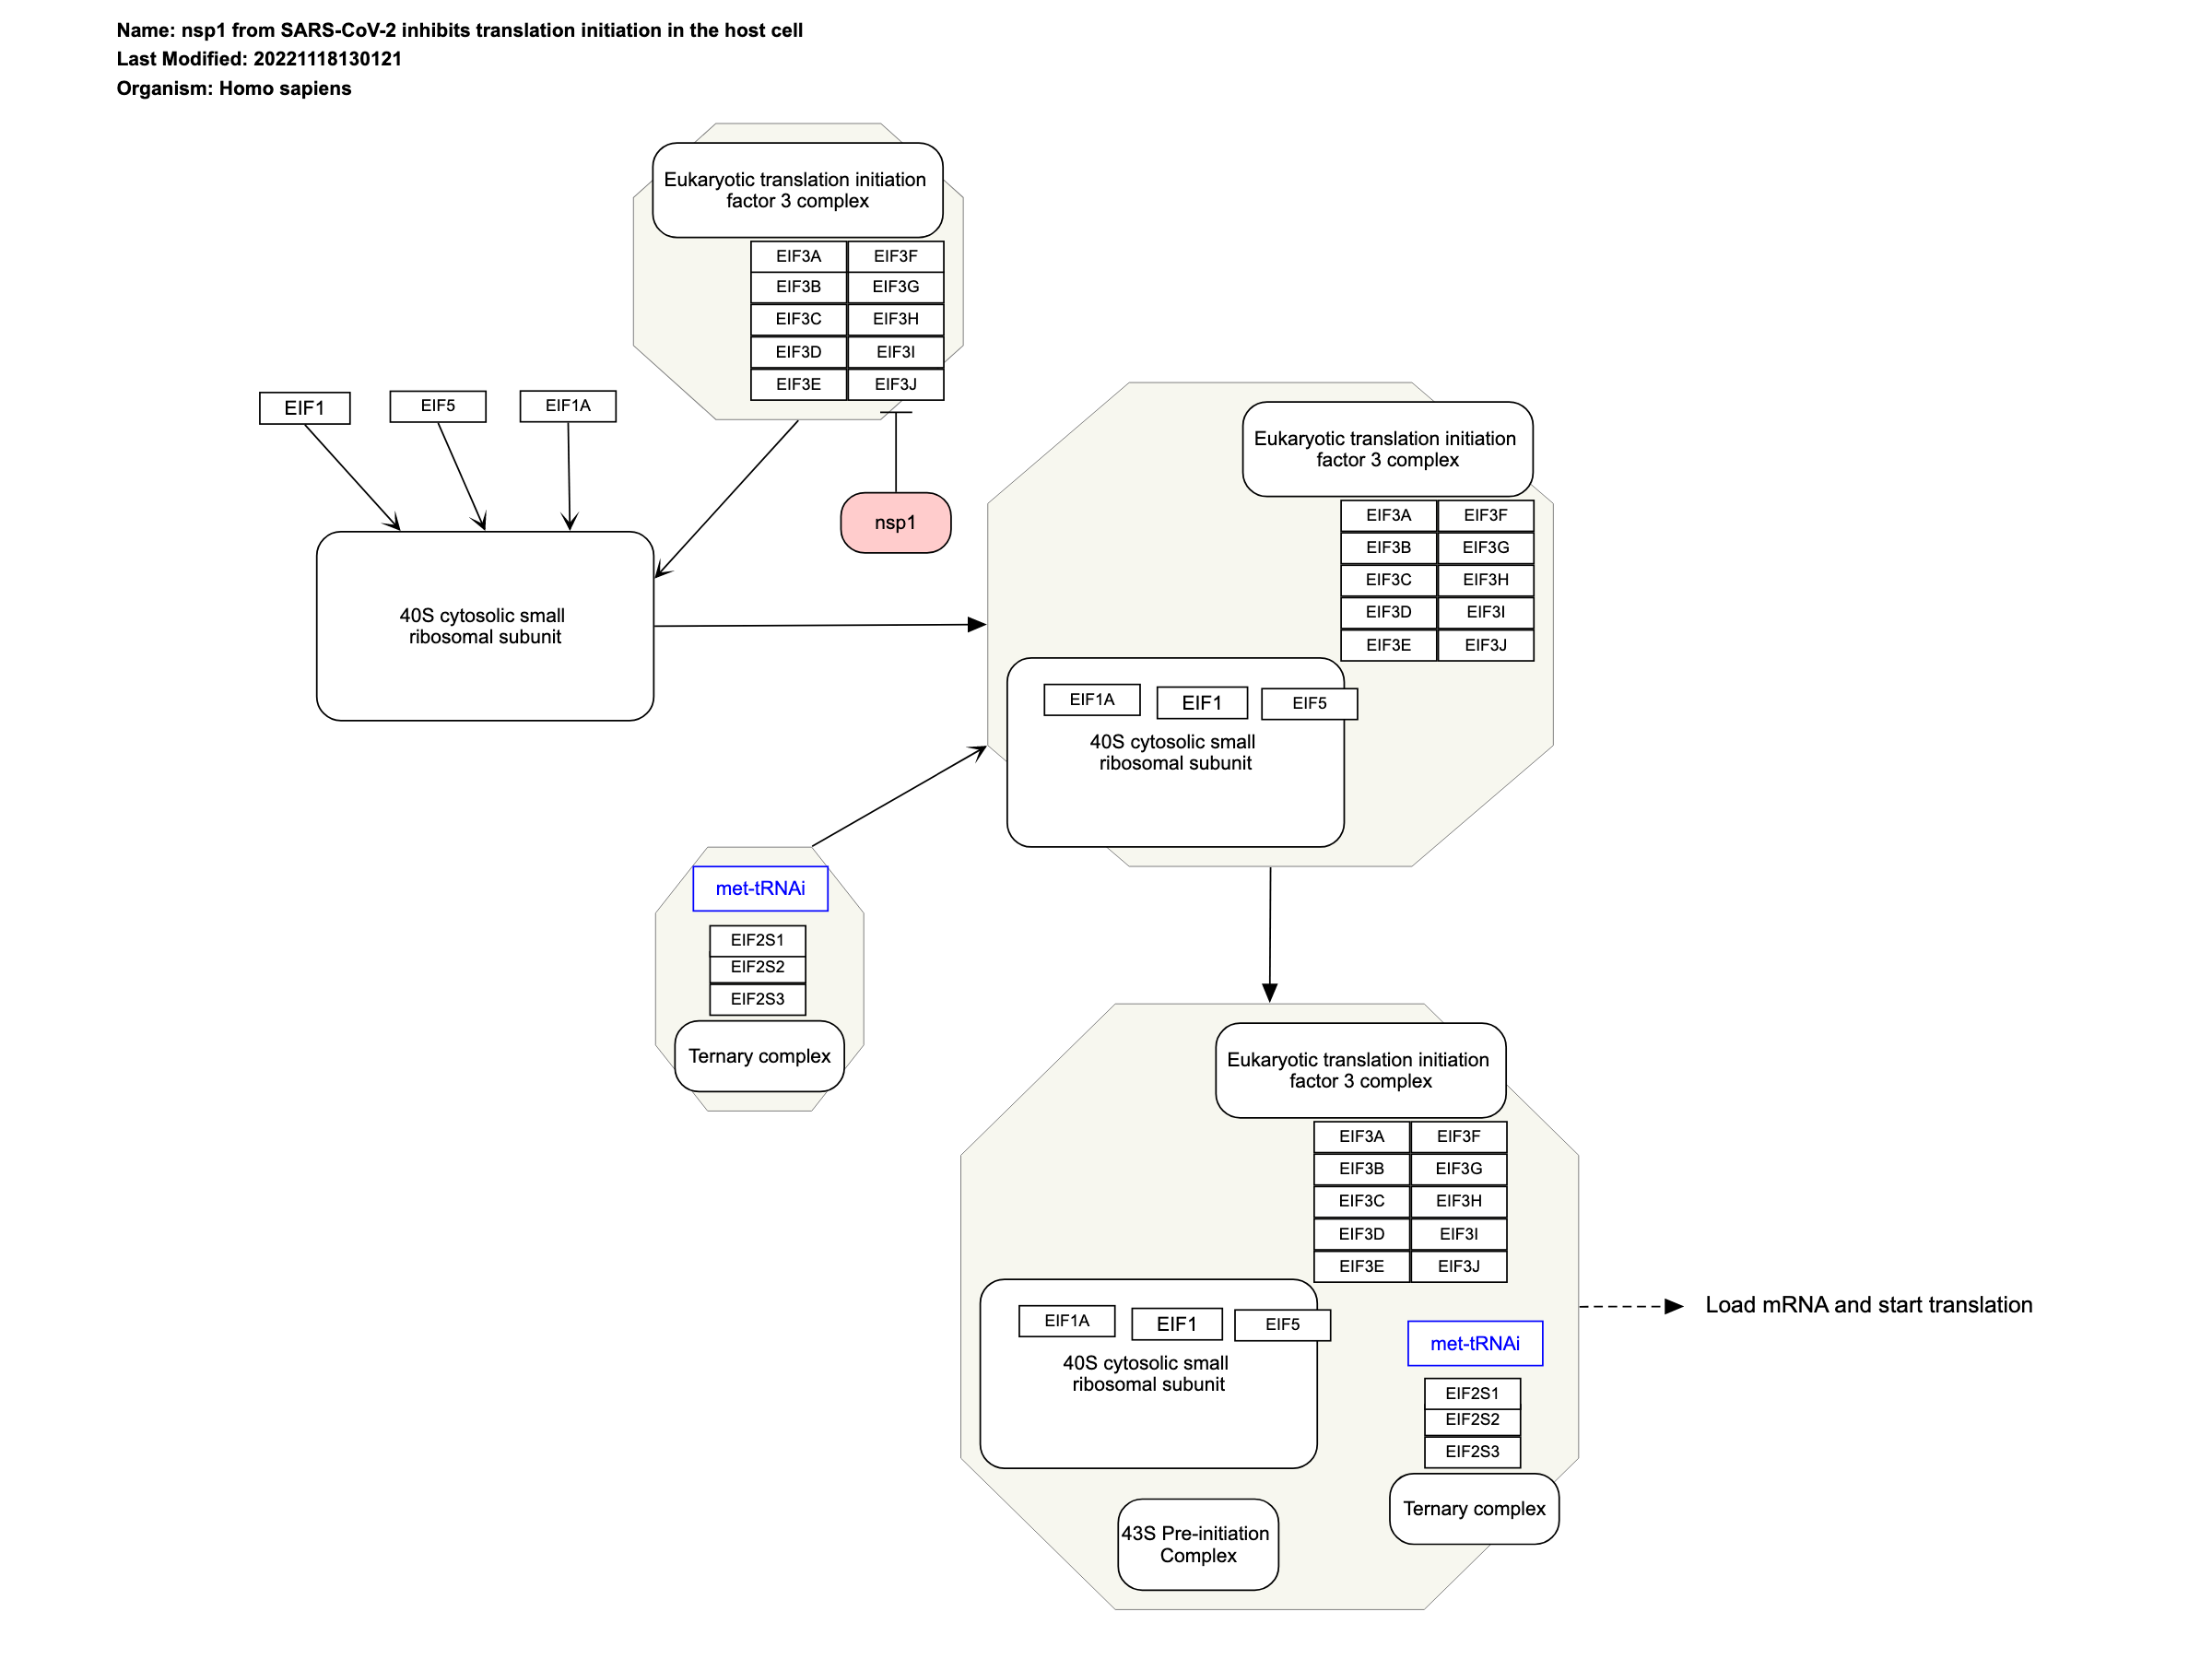 Name: nsp1 from SARS-CoV-2 inhibits translation initiation in the host cell
Last Modified: 20221118130121
Organism: Homo sapiens
Eukaryotic translation initiation
factor 3 complex
EIF3A EIF3F
EIF3B EIF3G
EIF3C EIF3H
EIF3D EIF3I
EIF3E EIF3J
EIF1 EIF5 EIF1A
nsp1
40S cytosolic small
ribosomal subunit
Eukaryotic translation initiation
factor 3 complex
EIF3A EIF3F
EIF3B EIF3G
EIF3C EIF3H
EIF3D EIF3I
EIF3E EIF3J
EIF1A EIF1 EIF5
40S cytosolic small
ribosomal subunit
met-tRNAi
EIF2S1
EIF2S2
EIF2S3
Ternary complex
Eukaryotic translation initiation
factor 3 complex
EIF3A EIF3F
EIF3B EIF3G
EIF3C EIF3H
EIF3D EIF3I
EIF3E EIF3J
EIF1A EIF1 EIF5
40S cytosolic small
ribosomal subunit
met-tRNAi
EIF2S1
EIF2S2
EIF2S3
Ternary complex
43S Pre-initiation
Complex
Load mRNA and start translation